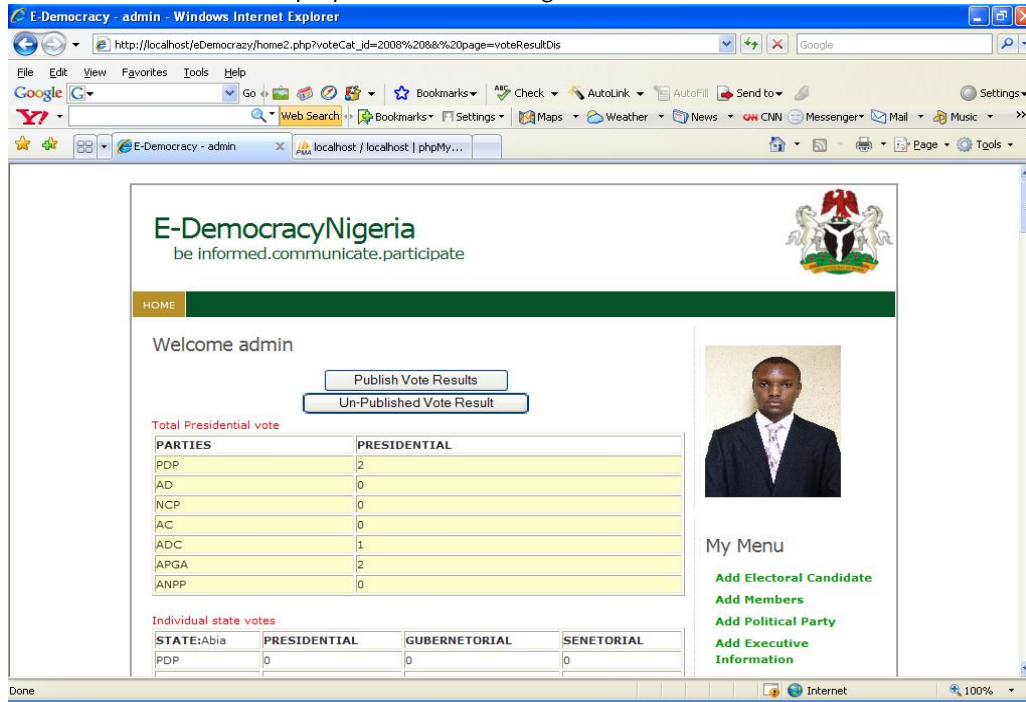 E-Democracy - admin - Windows Internet Explorer
http://localhost/eDemocrazy/home2.php?voteCat_id=2008%20&&%20page=voteResultDis
Google
File Edit View Favorites Tools Help
Google G Go Bookmarks Check AutoLink AutoFill Send to Settings
Y7 Web Search Bookmarks Settings Maps Weather News CNN Messenger Mail Music
E-Democracy - admin X localhost / localhost | phpMy... Page Tools
E-DemocracyNigeria
be informed.communicate.participate
HOME
Welcome admin
Publish Vote Results
Un-Published Vote Result
Total Presidential vote
PARTIES PRESIDENTIAL
PDP 2
AD 0
NCP 0
AC 0
ADC 1
APGA 2
ANPP 0
Individual state votes
STATE:Abia PRESIDENTIAL GUBERNETORIAL SENETORIAL
PDP 0 0 0
My Menu
Add Electoral Candidate
Add Members
Add Political Party
Add Executive
Information
Done Internet 100%